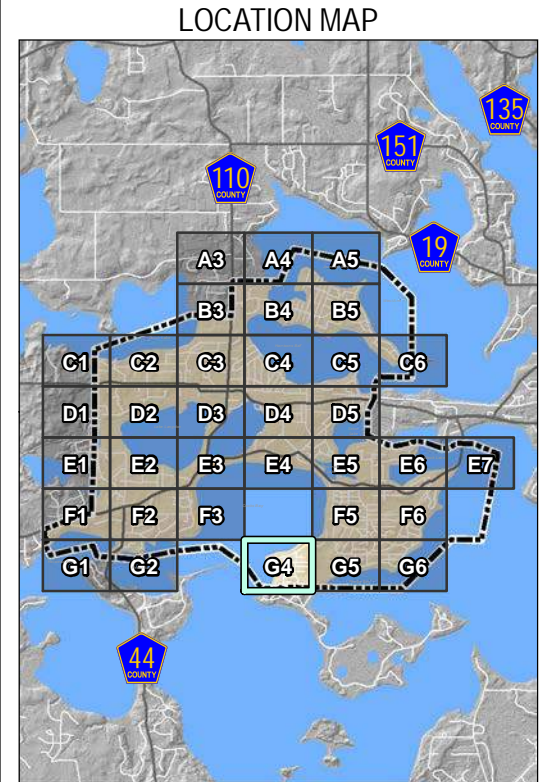 LOCATION MAP
135
COUNTY
151
COUNTY
110
COUNTY
19
COUNTY
A3 A4 A5
B3 B4 B5
C1 C2 C3 C4 C5 C6
D1 D2 D3 D4 D5
E1 E2 E3 E4 E5 E6 E7
F1 F2 F3 F5 F6
G1 G2 G4 G5 G6
44
COUNTY